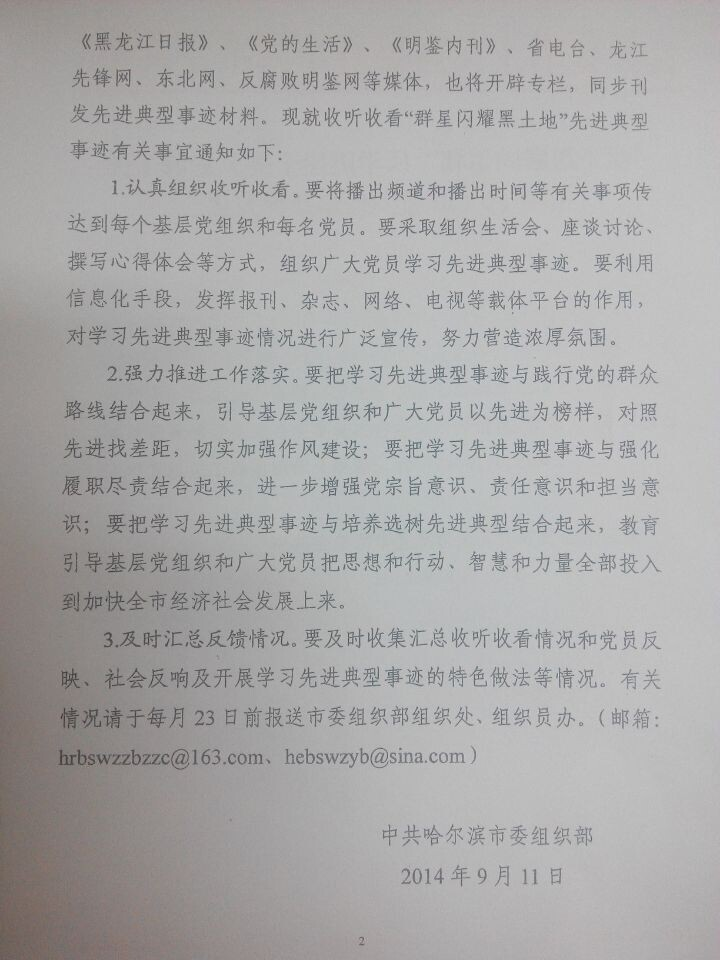 《黑龙江日报》、《党的生活》、《明鉴内刊》、省电台、龙江
先锋网、东北网、反腐败明鉴网等媒体，也将开辟专栏，同步刊
发先进典型事迹材料。现就收听收看“群星闪耀黑土地”先进典型
事迹有关事宜通知如下：
1.认真组织收听收看。要将播出频道和播出时间等有关事项传
达到每个基层党组织和每名党员。要采取组织生活会、座谈讨论、
撰写心得体会等方式，组织广大党员学习先进典型事迹。要利用
信息化手段，发挥报刊、杂志、网络、电视等载体平台的作用，
对学习先进典型事迹情况进行广泛宣传，努力营造浓厚氛围。
2.强力推进工作落实。要把学习先进典型事迹与践行党的群众
路线结合起来，引导基层党组织和广大党员以先进为榜样，对照
先进找差距，切实加强作风建设；要把学习先进典型事迹与强化
履职尽责结合起来，进一步增强党宗旨意识、责任意识和担当意
识；要把学习先进典型事迹与培养选树先进典型结合起来，教育
引导基层党组织和广大党员把思想和行动、智慧和力量全部投入
到加快全市经济社会发展上来。
3.及时汇总反馈情况。要及时收集汇总收听收看情况和党员反
映、社会反响及开展学习先进典型事迹的特色做法等情况。有关
情况请于每月 23 日前报送市委组织部组织处、组织员办。（邮箱：
hrbswzzbzzc@163.com、hebswzyb@sina.com）
中共哈尔滨市委组织部
2014 年 9 月 11 日
2